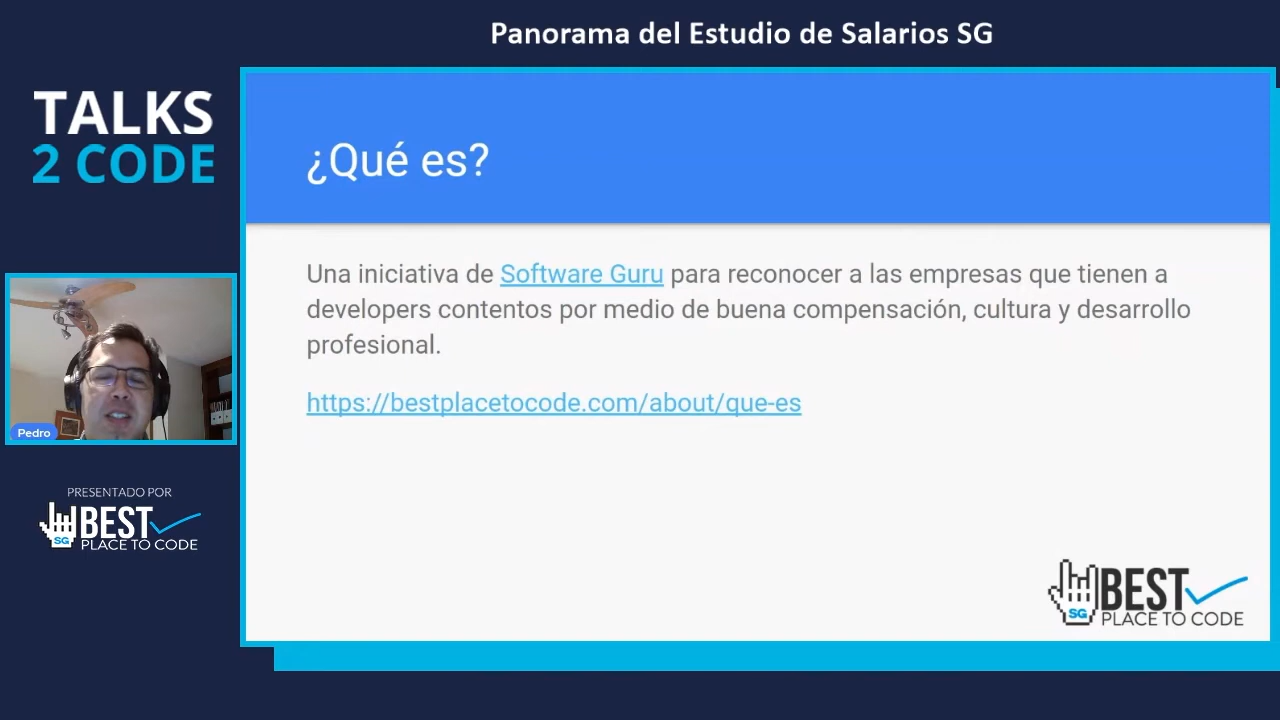 Panorama del Estudio de Salarios SG
TALKS
2 CODE
¿Qué es?
Una iniciativa de Software Guru para reconocer a las empresas que tienen a
developers contentos por medio de buena compensación, cultura y desarrollo
profesional.
https://bestplacetocode.com/about/que-es
Pedro
PRESENTADO POR
SG
BEST
PLACE TO CODE
SG
BEST
PLACE TO CODE